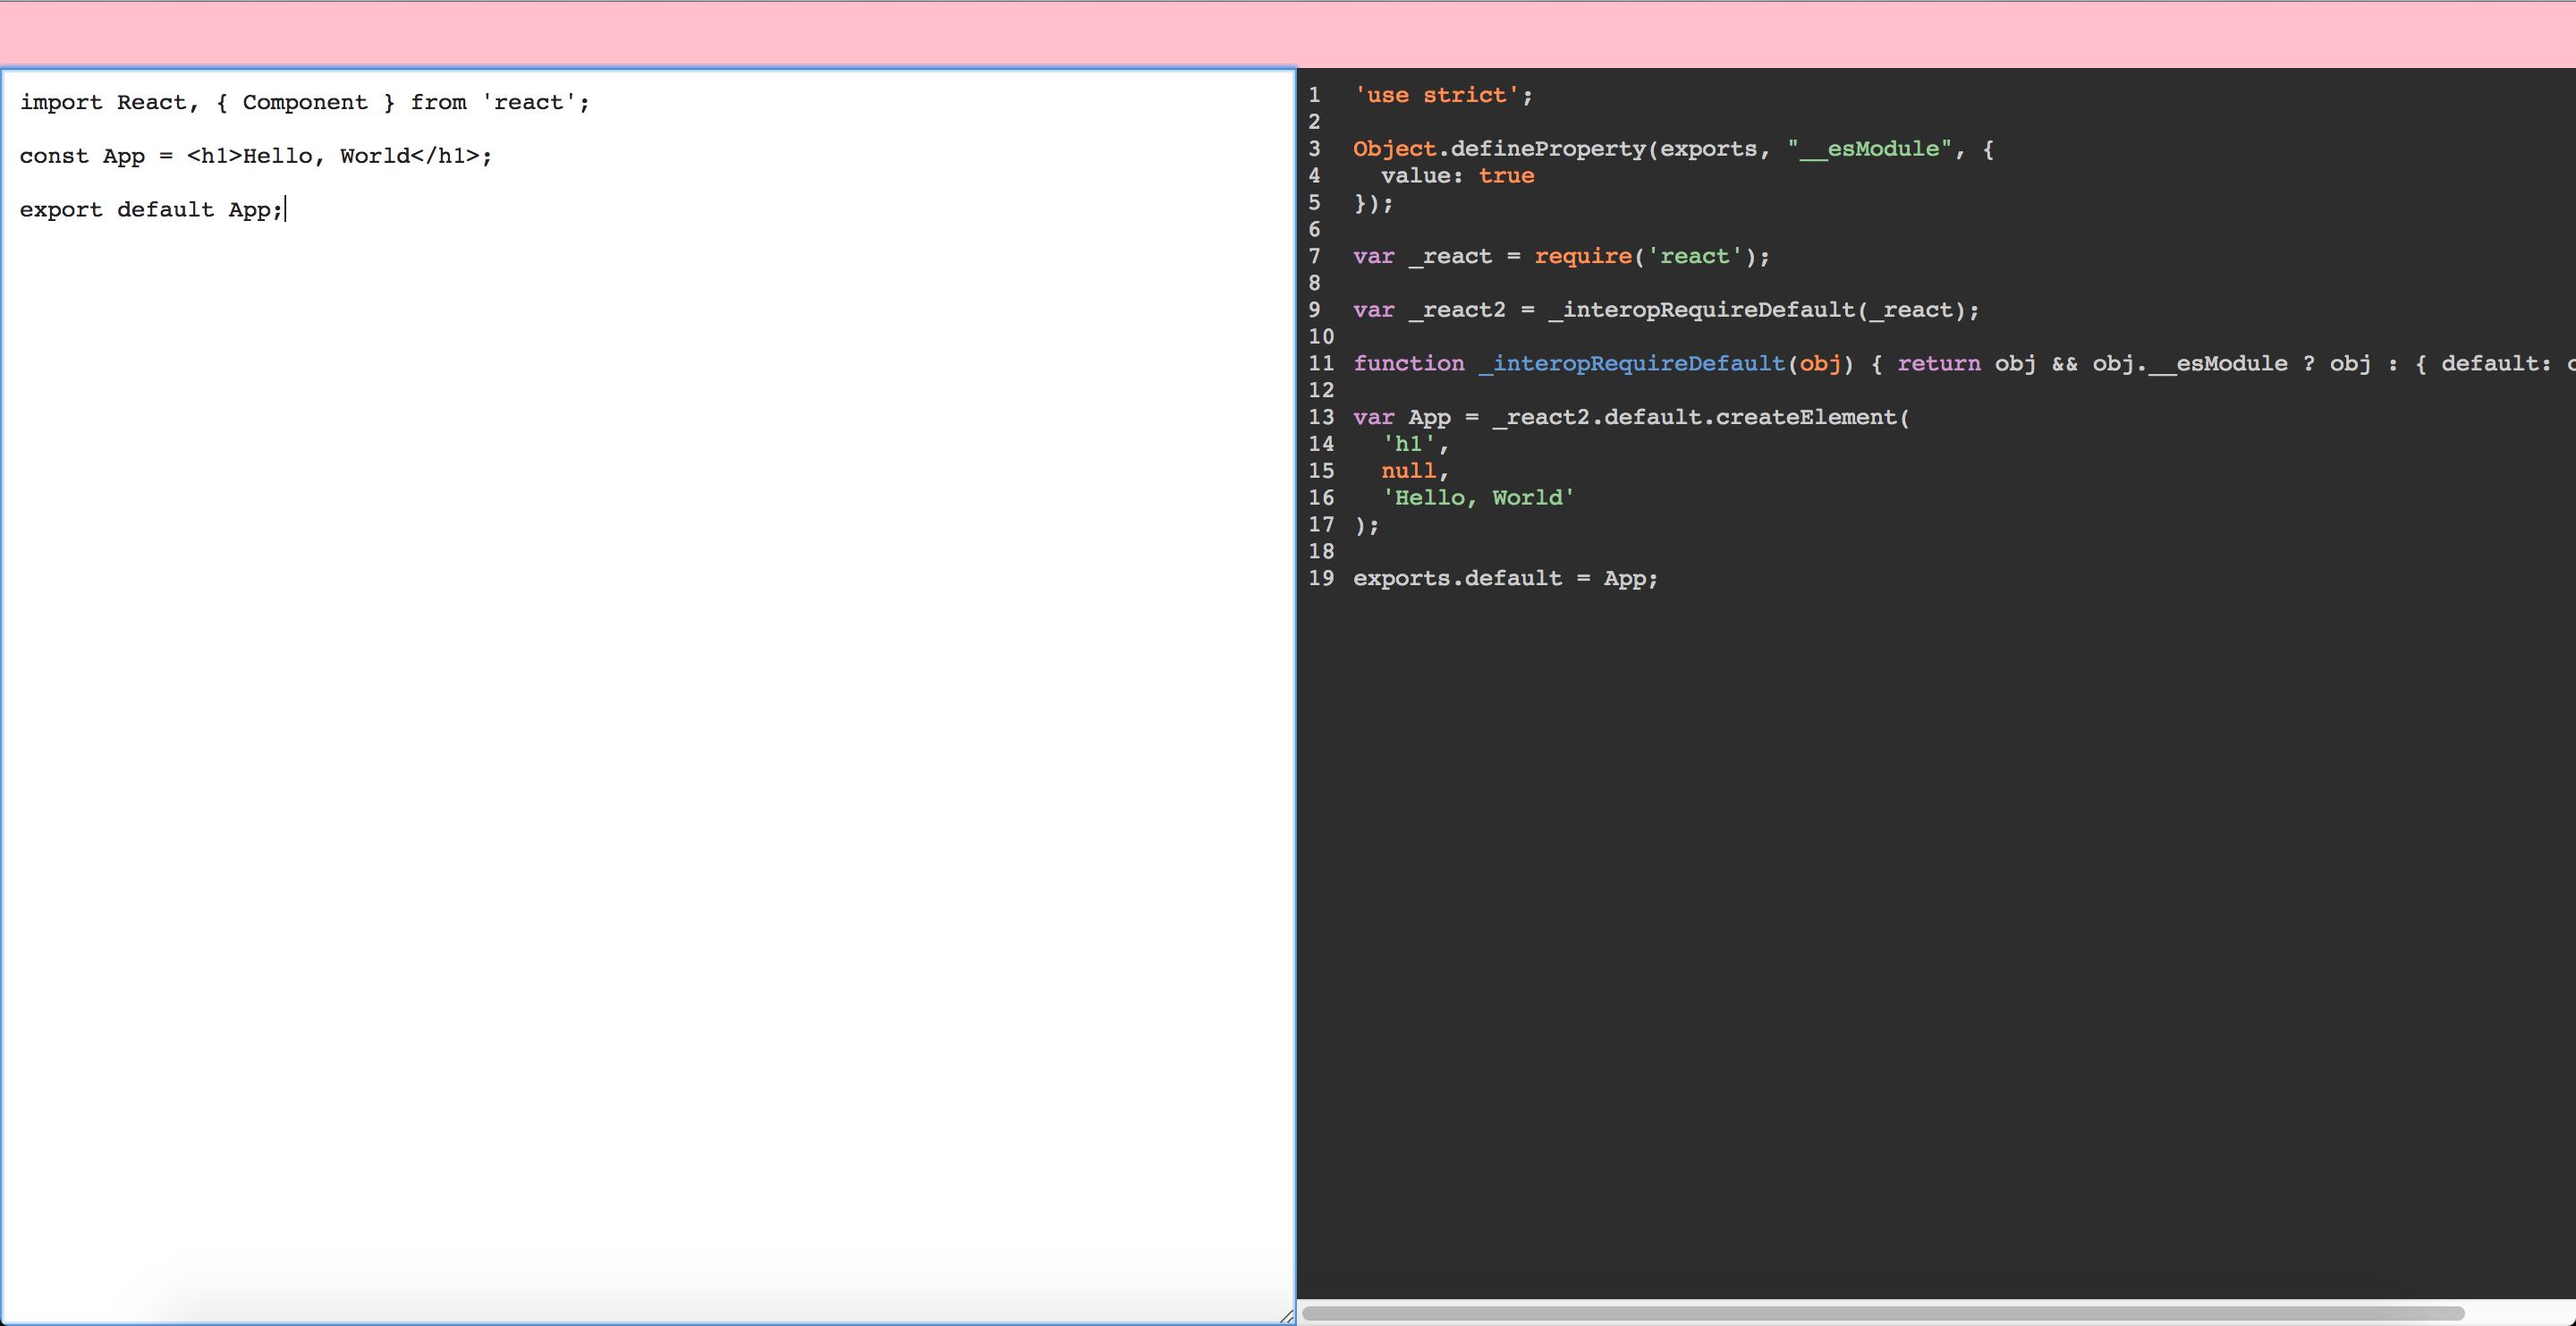 import React, { Component } from 'react';
const App = <h1>Hello, World</h1>;
export default App;
1 'use strict';
2
3 Object.defineProperty(exports, "__esModule", {
4 value: true
5 });
6
7 var _react = require('react');
8
9 var _react2 = _interopRequireDefault(_react);
10
11 function _interopRequireDefault(obj) { return obj && obj.__esModule ? obj : { default:
12
13 var App = _react2.default.createElement(
14 'h1',
15 null,
16 'Hello, World'
17 );
18
19 exports.default = App;